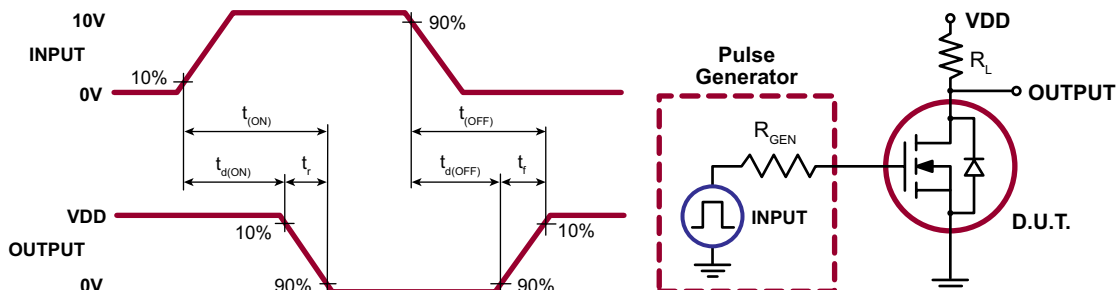 10V
INPUT
0V
10%
90%
t(ON)
t(OFF)
td(ON)
tr
td(OFF)
tf
VDD
OUTPUT
0V
10%
90%
90%
10%
Pulse
Generator
RGEN
INPUT
VDD
RL
OUTPUT
D.U.T.